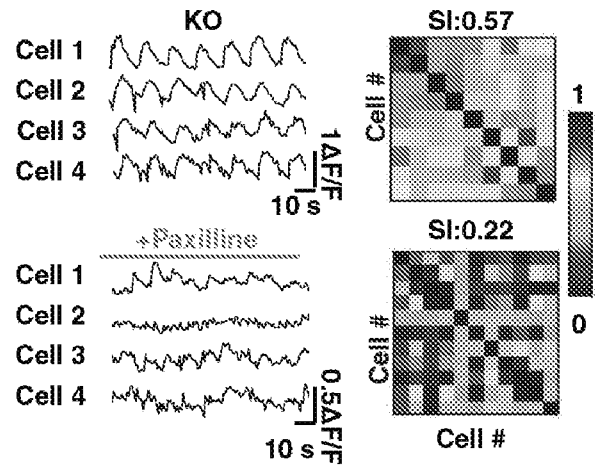 KO
Cell 1
Cell 2
Cell 3
Cell 4
1ΔF/F
10 s
SI:0.57
Cell #
1
0
+Paxilline
Cell 1
Cell 2
Cell 3
Cell 4
0.5ΔF/F
10 s
SI:0.22
Cell #
Cell #